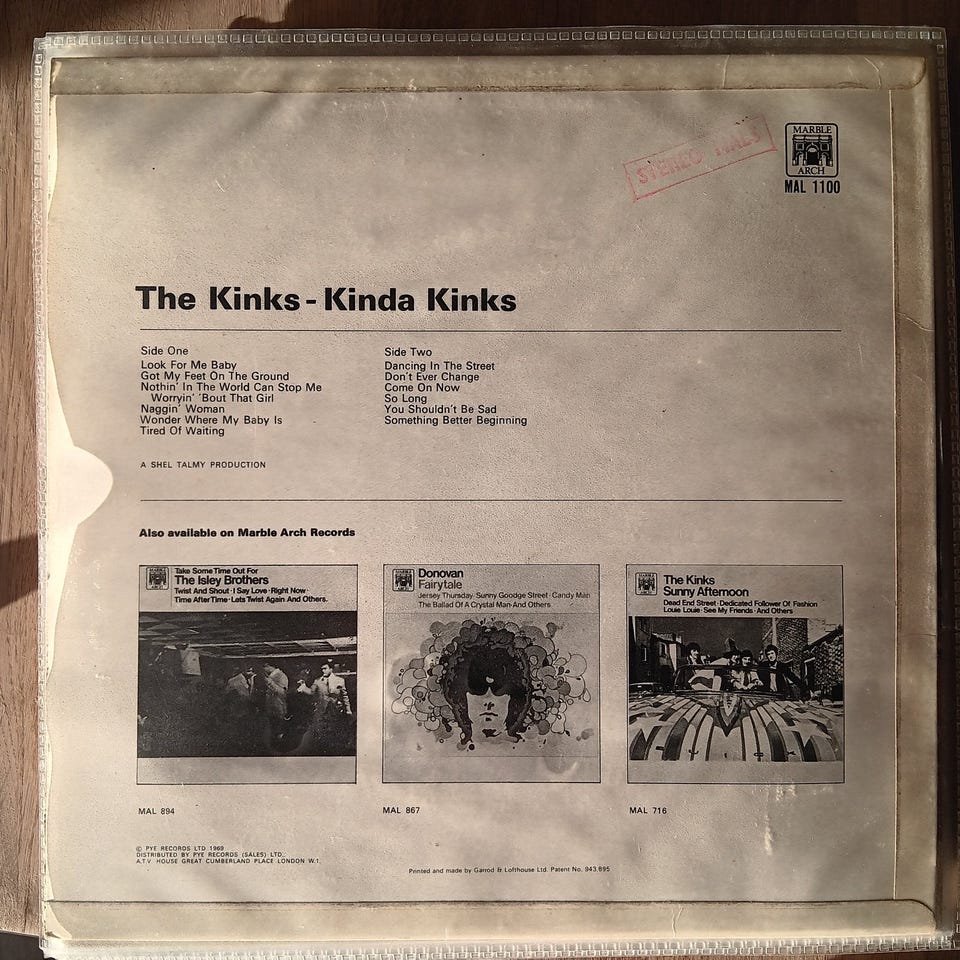 STEREO MALS
MARBLE
ARCH
MAL 1100
The Kinks - Kinda Kinks
Side One
Look For Me Baby
Got My Feet On The Ground
Nothin' In The World Can Stop Me
Worryin' 'Bout That Girl
Naggin' Woman
Wonder Where My Baby Is
Tired Of Waiting
Side Two
Dancing In The Street
Don't Ever Change
Come On Now
So Long
You Shouldn't Be Sad
Something Better Beginning
A SHEL TALMY PRODUCTION
Also available on Marble Arch Records
Take Some Time Out For
The Isley Brothers
Twist And Shout · I Say Love · Right Now ·
Time After Time · Lets Twist Again And Others.
MAL 894
Donovan
Fairytale
Jersey Thursday · Sunny Goodge Street · Candy Man
The Ballad Of A Crystal Man · And Others
MAL 867
The Kinks
Sunny Afternoon
Dead End Street · Dedicated Follower Of Fashion
Louie Louie · See My Friends · And Others
MAL 716
© PYE RECORDS LTD 1969
DISTRIBUTED BY PYE RECORDS (SALES) LTD.,
A.T.V. HOUSE GREAT CUMBERLAND PLACE LONDON W.1.
Printed and made by Garrod & Lofthouse Ltd. Patent No. 943,895